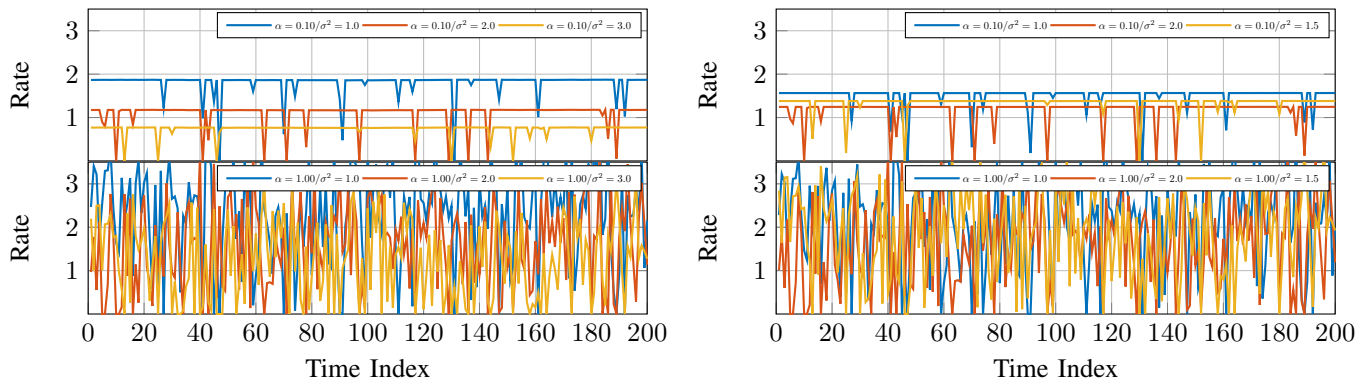 3
2
1
Rate
α = 0.10/σ² = 1.0 α = 0.10/σ² = 2.0 α = 0.10/σ² = 3.0
3
2
1
Rate
α = 1.00/σ² = 1.0 α = 1.00/σ² = 2.0 α = 1.00/σ² = 3.0
0 20 40 60 80 100 120 140 160 180 200
Time Index
3
2
1
Rate
α = 0.10/σ² = 1.0 α = 0.10/σ² = 2.0 α = 0.10/σ² = 1.5
3
2
1
Rate
α = 1.00/σ² = 1.0 α = 1.00/σ² = 2.0 α = 1.00/σ² = 1.5
0 20 40 60 80 100 120 140 160 180 200
Time Index